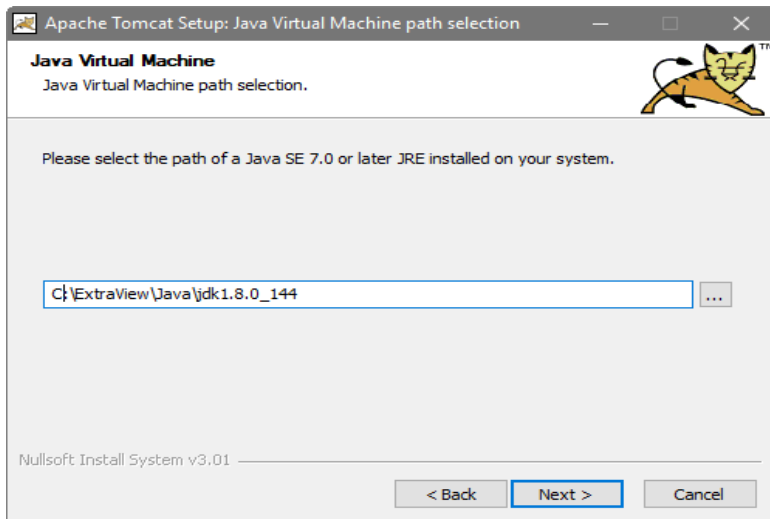 Apache Tomcat Setup: Java Virtual Machine path selection
TM
Java Virtual Machine
Java Virtual Machine path selection.
Please select the path of a Java SE 7.0 or later JRE installed on your system.
C:\ExtraView\Java\jdk1.8.0_144
...
Nullsoft Install System v3.01
< Back
Next >
Cancel